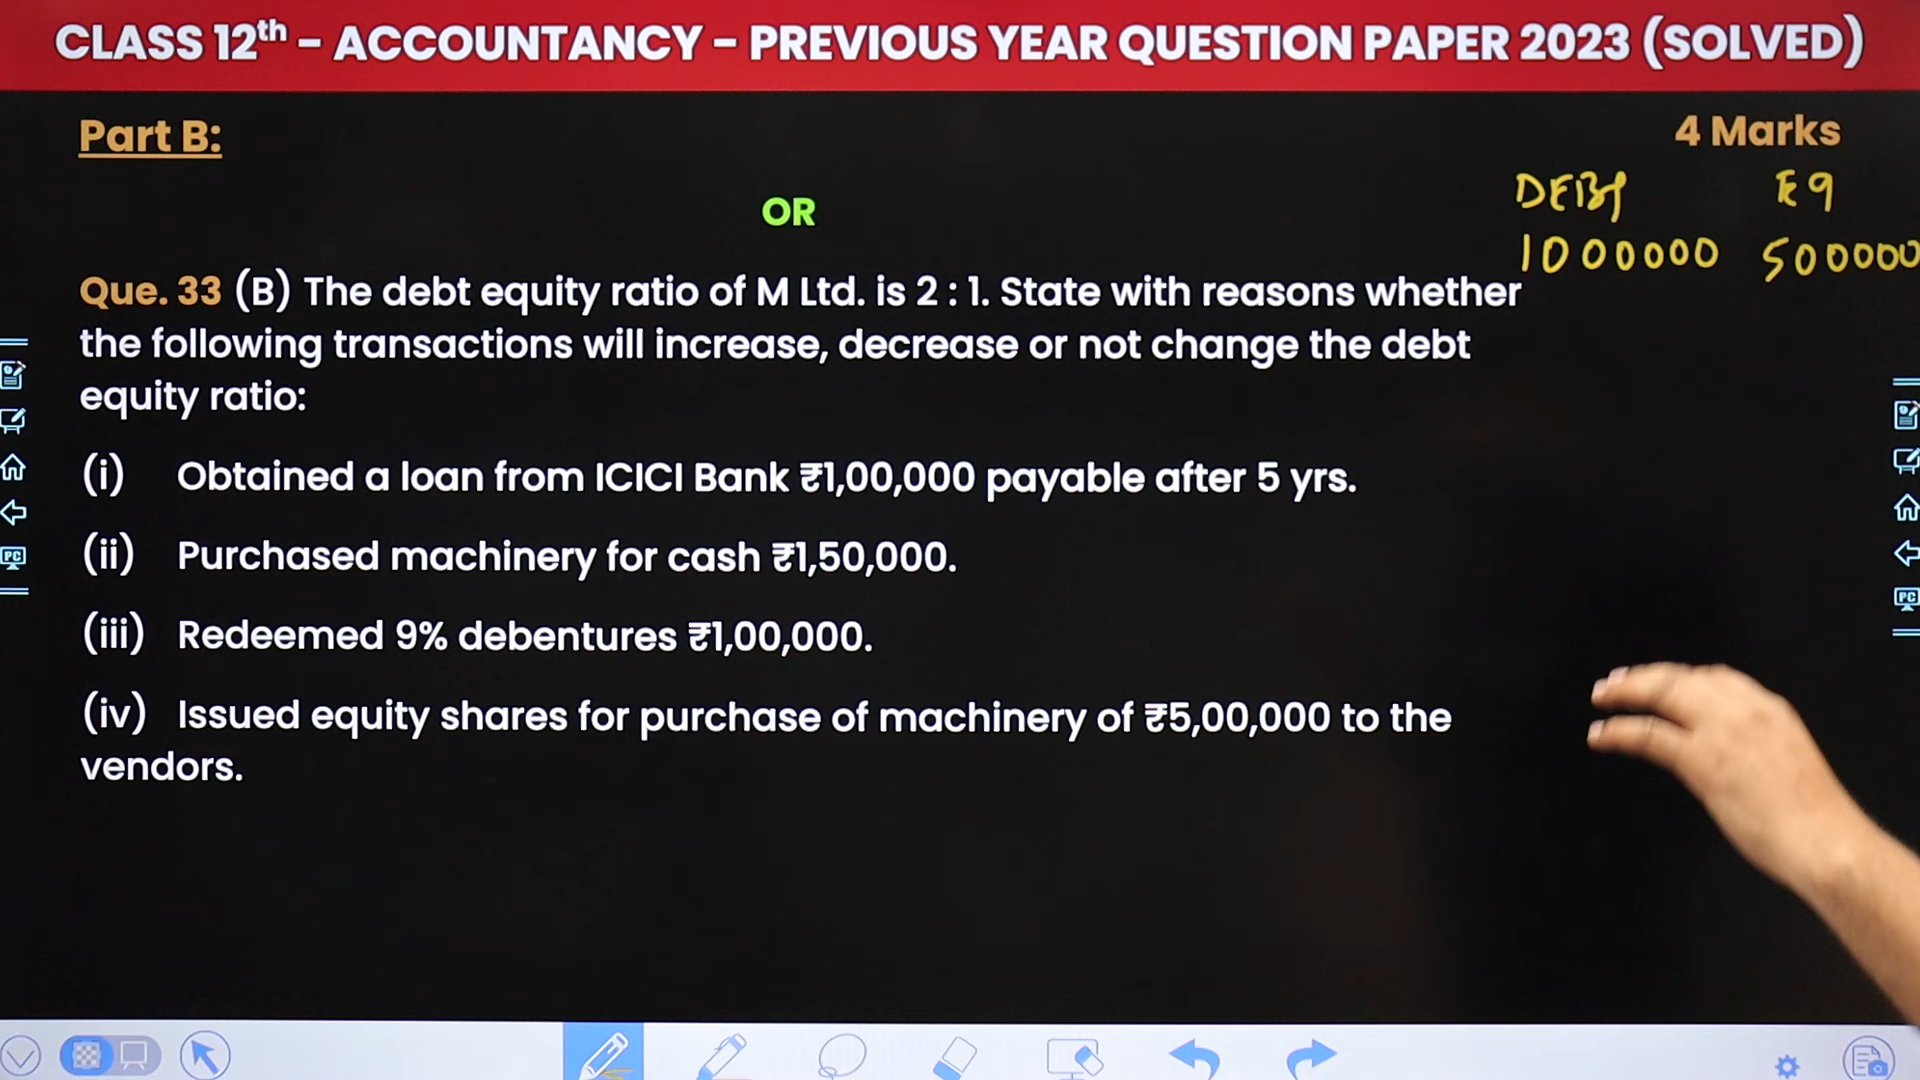 CLASS 12th - ACCOUNTANCY - PREVIOUS YEAR QUESTION PAPER 2023 (SOLVED)
Part B:
4 Marks
DEBT EQ
1000000 500000
OR
Que. 33 (B) The debt equity ratio of M Ltd. is 2 : 1. State with reasons whether
the following transactions will increase, decrease or not change the debt
equity ratio:
(i) Obtained a loan from ICICI Bank ₹1,00,000 payable after 5 yrs.
(ii) Purchased machinery for cash ₹1,50,000.
(iii) Redeemed 9% debentures ₹1,00,000.
(iv) Issued equity shares for purchase of machinery of ₹5,00,000 to the
vendors.
PC
PC